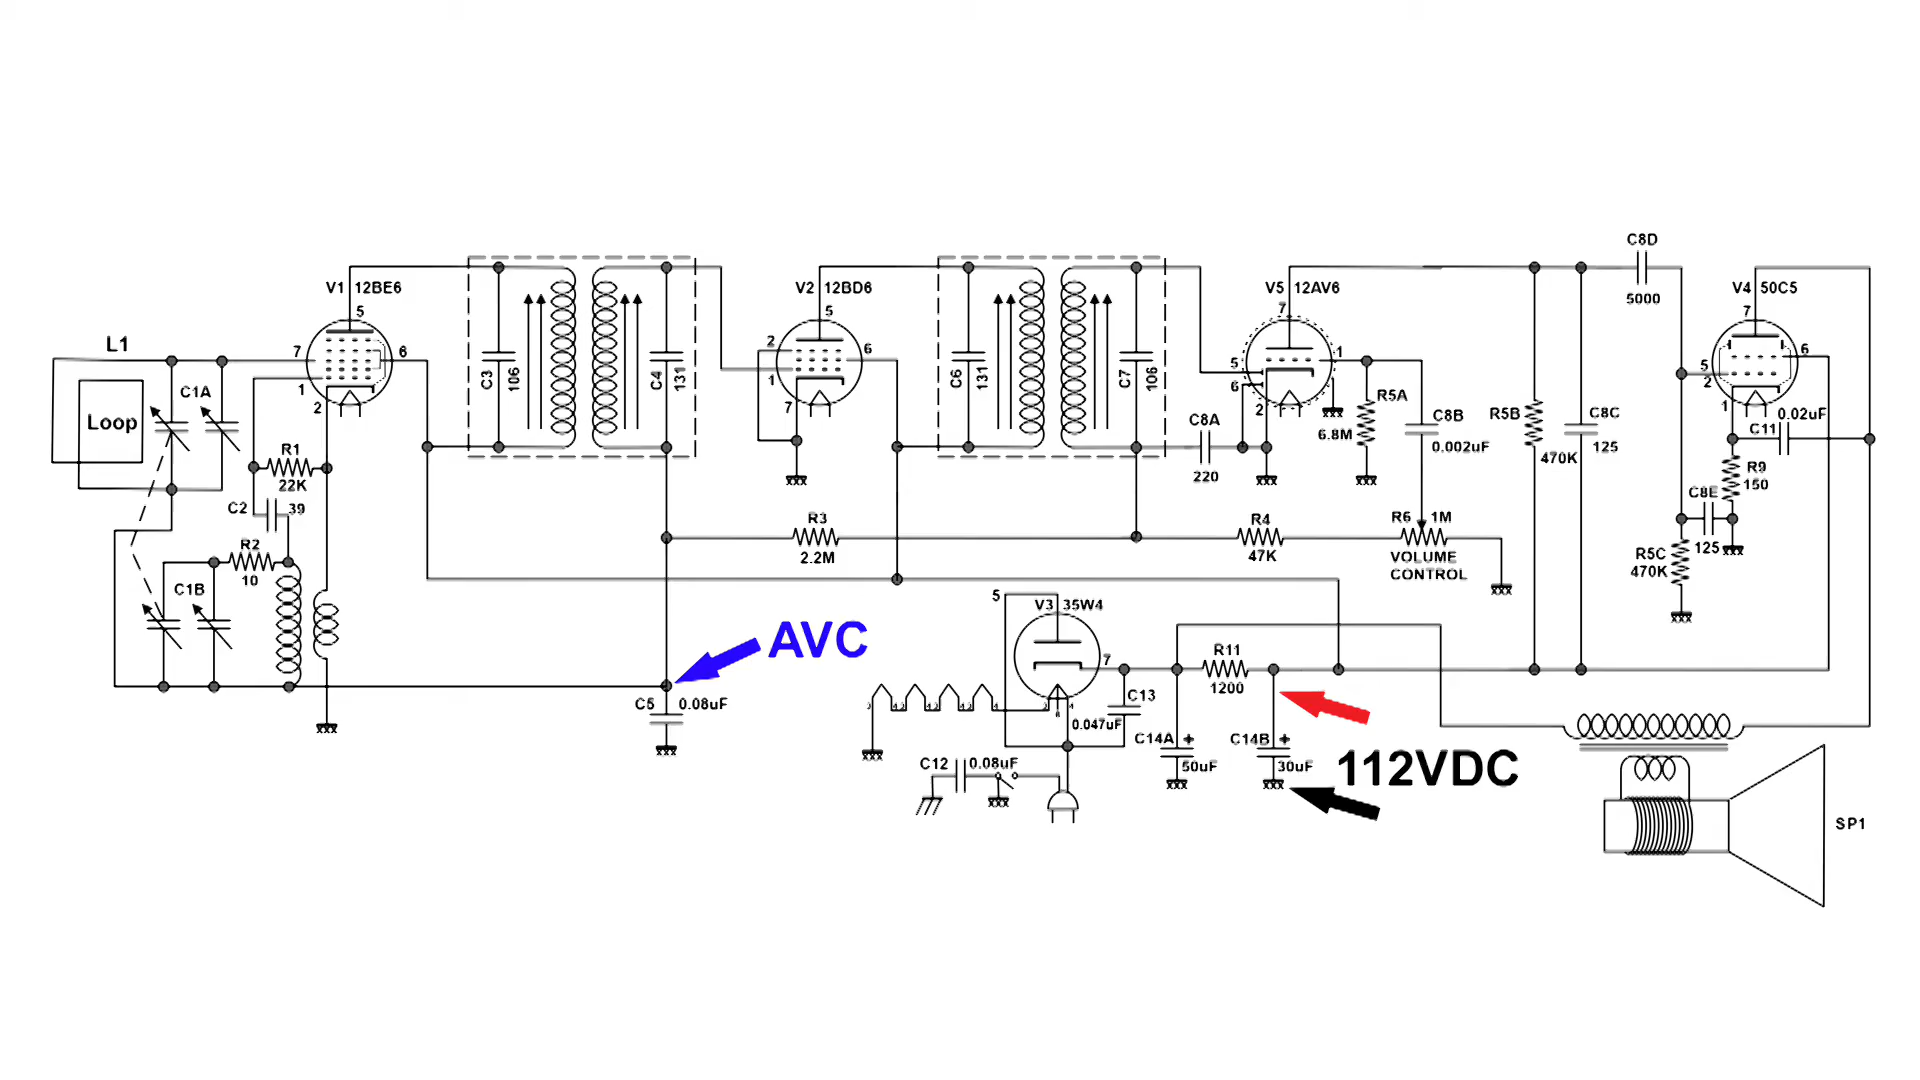 C8D
5000
V1 12BE6
5
V2 12BD6
5
V5 12AV6
7
V4 50C5
7
L1
7
6
1
2
C1A
Loop
C3
106
C4
131
2
1
6
7
C6
131
C7
106
5
6
2
1
R5A
6.8M
C8A
220
C8B
0.002uF
R5B
470K
C8C
125
5
2
6
1
0.02uF
C11
R1
22K
C2
39
R9
150
C8E
125
R2
10
R3
2.2M
R4
47K
R6 1M
VOLUME
CONTROL
R5C
470K
C1B
5
V3 35W4
7
AVC
R11
1200
C5
0.08uF
C13
0.047uF
C14A +
50uF
C14B +
30uF
C12
0.08uF
112VDC
SP1